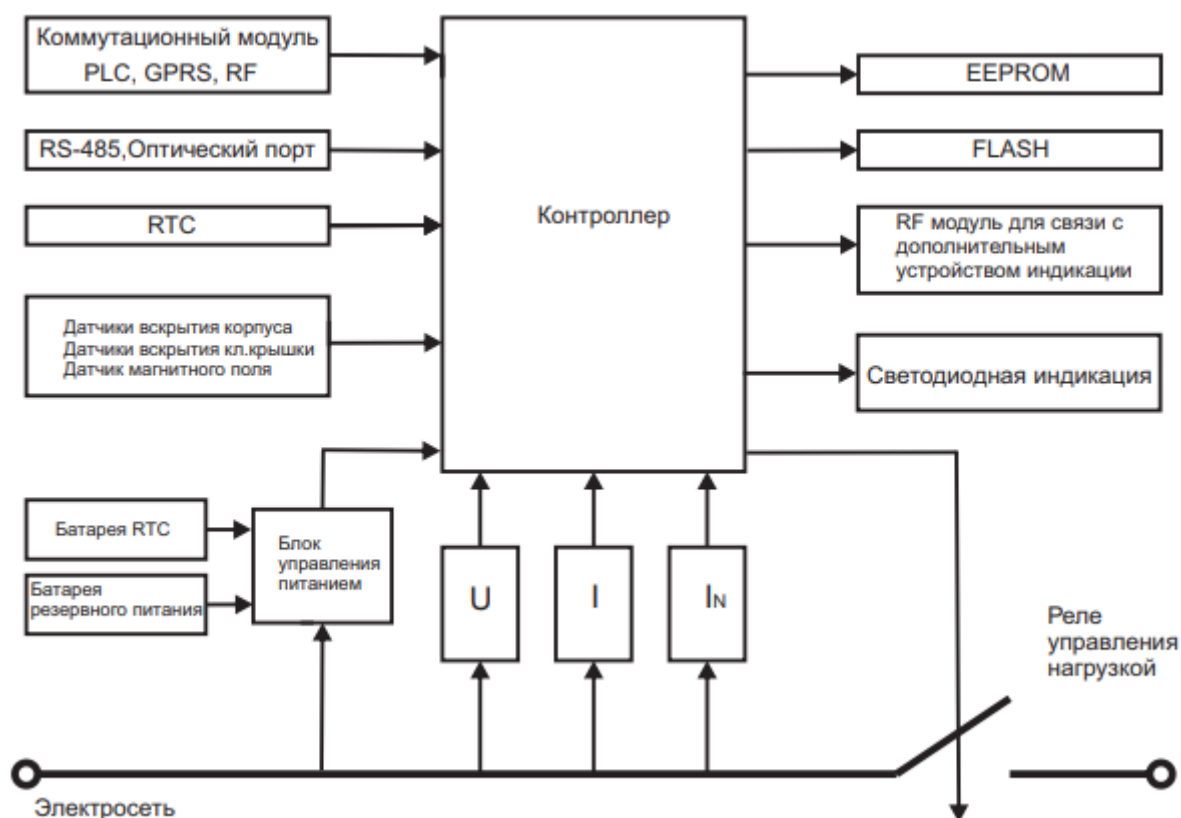 Коммутационный модуль
PLC, GPRS, RF
RS-485,Оптический порт
RTC
Датчики вскрытия корпуса
Датчики вскрытия кл.крышки
Датчик магнитного поля
Батарея RTC
Батарея
резервного питания
Блок
управления
питанием
Контроллер
U
I
IN
EEPROM
FLASH
RF модуль для связи с
дополнительным
устройством индикации
Светодиодная индикация
Реле
управления
нагрузкой
Электросеть